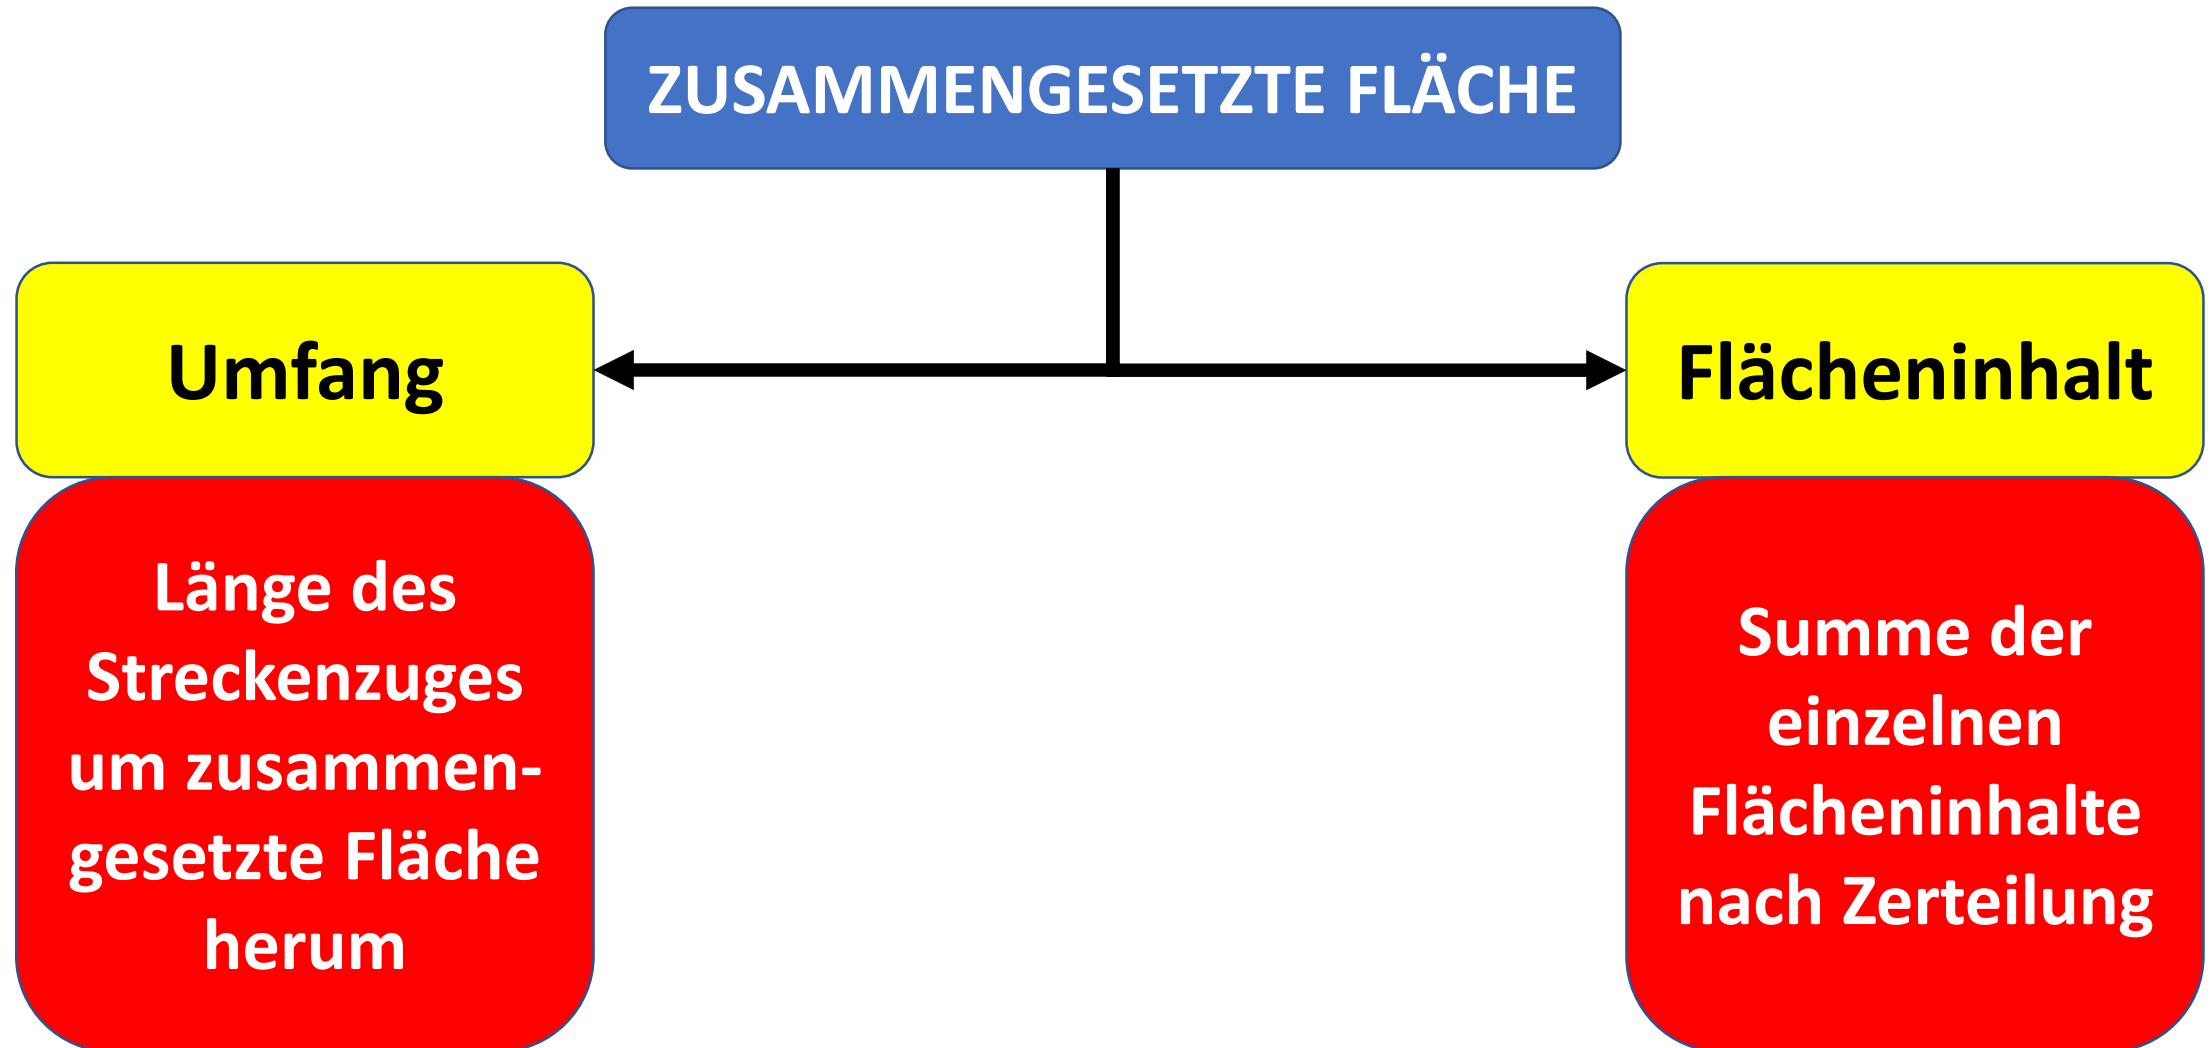 ZUSAMMENGESETZTE FLÄCHE
Umfang
Länge des
Streckenzuges
um zusammen-
gesetzte Fläche
herum
Flächeninhalt
Summe der
einzelnen
Flächeninhalte
nach Zerteilung